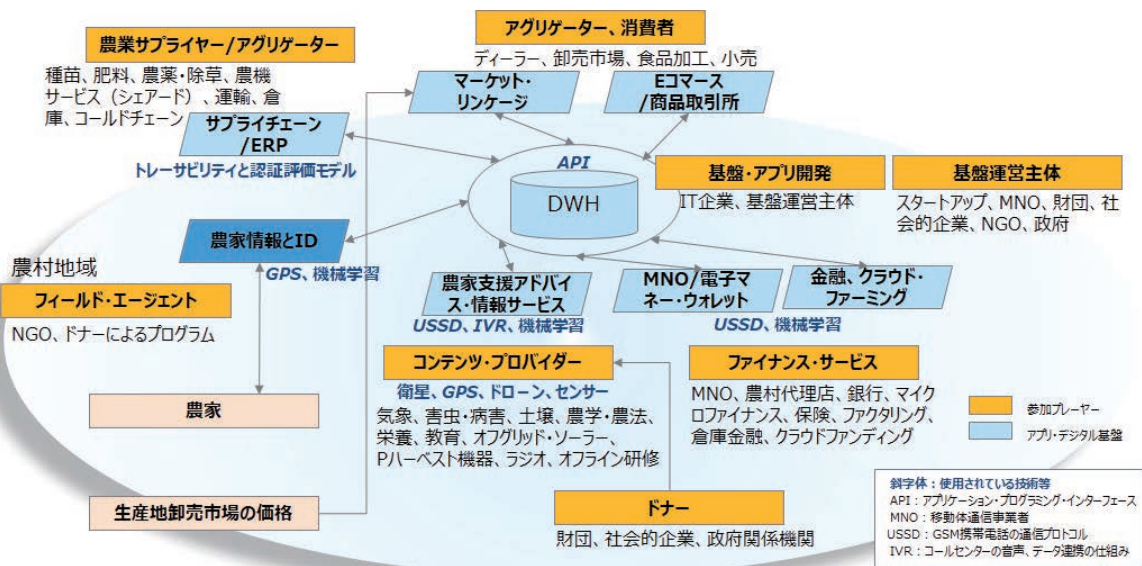 農業サプライヤー/アグリゲーター
種苗、肥料、農薬・除草、農機
サービス（シェアード）、運輸、倉
庫、コールドチェーン
サプライチェーン
/ERP
トレーサビリティと認証評価モデル
アグリゲーター、消費者
ディーラー、卸売市場、食品加工、小売
マーケット・
リンケージ
Eコマース
/商品取引所
API
DWH
基盤・アプリ開発
IT企業、基盤運営主体
基盤運営主体
スタートアップ、MNO、財団、社
会的企業、NGO、政府
農家情報とID
GPS、機械学習
農村地域
フィールド・エージェント
NGO、ドナーによるプログラム
農家支援アドバイ
ス・情報サービス
USSD、IVR、機械学習
MNO/電子マ
ネー・ウォレット
金融、クラウド・
ファーミング
USSD、機械学習
農家
コンテンツ・プロバイダー
衛星、GPS、ドローン、センサー
気象、害虫・病害、土壌、農学・農法、
栄養、教育、オフグリッド・ソーラー、
Pハーベスト機器、ラジオ、オフライン研修
ファイナンス・サービス
MNO、農村代理店、銀行、マイク
ロファイナンス、保険、ファクタリング、
倉庫金融、クラウドファンディング
参加プレーヤー
アプリ・デジタル基盤
生産地卸売市場の価格
ドナー
財団、社会的企業、政府関係機関
斜字体：使用されている技術等
API：アプリケーション・プログラミング・インターフェース
MNO：移動体通信事業者
USSD：GSM携帯電話の通信プロトコル
IVR：コールセンターの音声、データ連携の仕組み